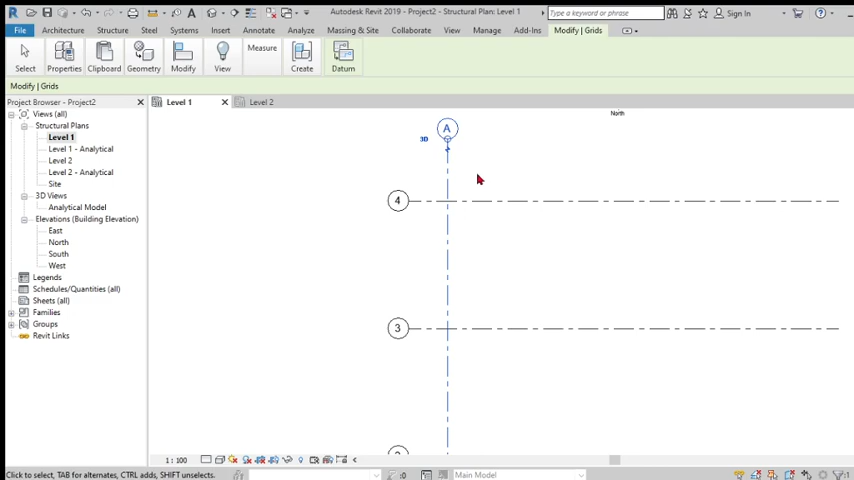 Autodesk Revit 2019 - Project2 - Structural Plan: Level 1
Type a keyword or phrase
Sign In
File Architecture Structure Steel Systems Insert Annotate Analyze Massing & Site Collaborate View Manage Add-Ins Modify | Grids
Select Properties Clipboard Geometry Modify View Measure Create Datum
Modify | Grids
Project Browser - Project2
Level 1
Level 2
Views (all)
Structural Plans
Level 1
Level 1 - Analytical
Level 2
Level 2 - Analytical
Site
3D Views
Analytical Model
Elevations (Building Elevation)
East
North
South
West
Legends
Schedules/Quantities (all)
Sheets (all)
Families
Groups
Revit Links
North
A
3D
4
3
1 : 100
Click to select, TAB for alternates, CTRL adds, SHIFT unselects.
:0
Main Model
:1